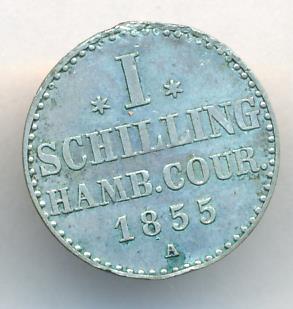 * I *
SCHILLING
HAMB. COUR.
1855
A